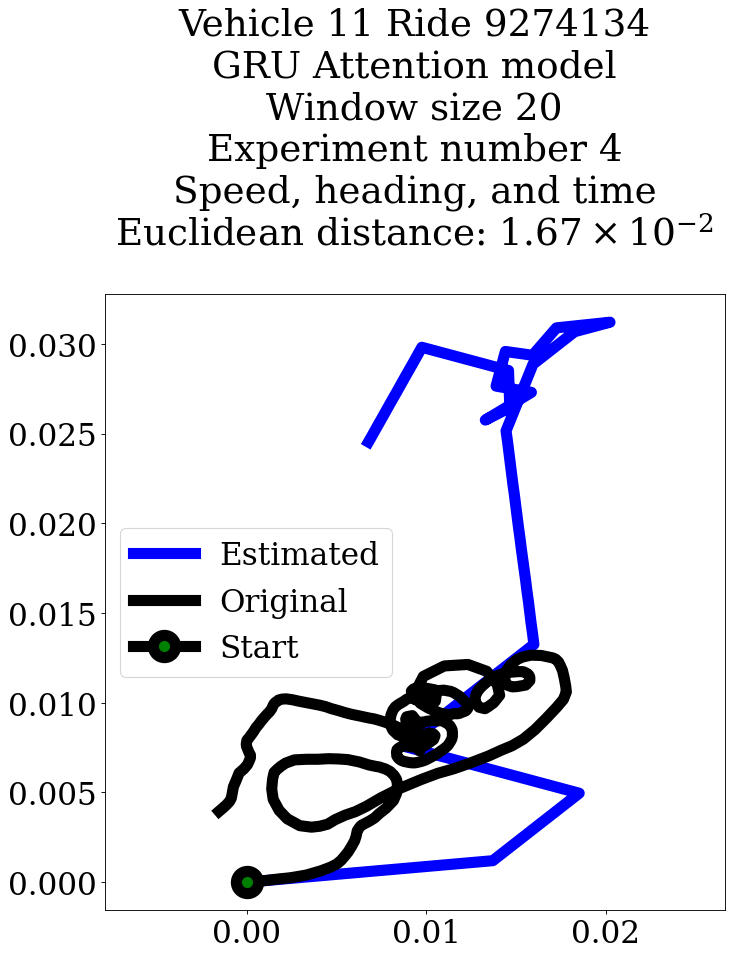 Vehicle 11 Ride 9274134
GRU Attention model
Window size 20
Experiment number 4
Speed, heading, and time
Euclidean distance: 1.67 × 10⁻²
0.030
0.025
0.020
0.015
0.010
0.005
0.000
Estimated
Original
Start
0.00 0.01 0.02